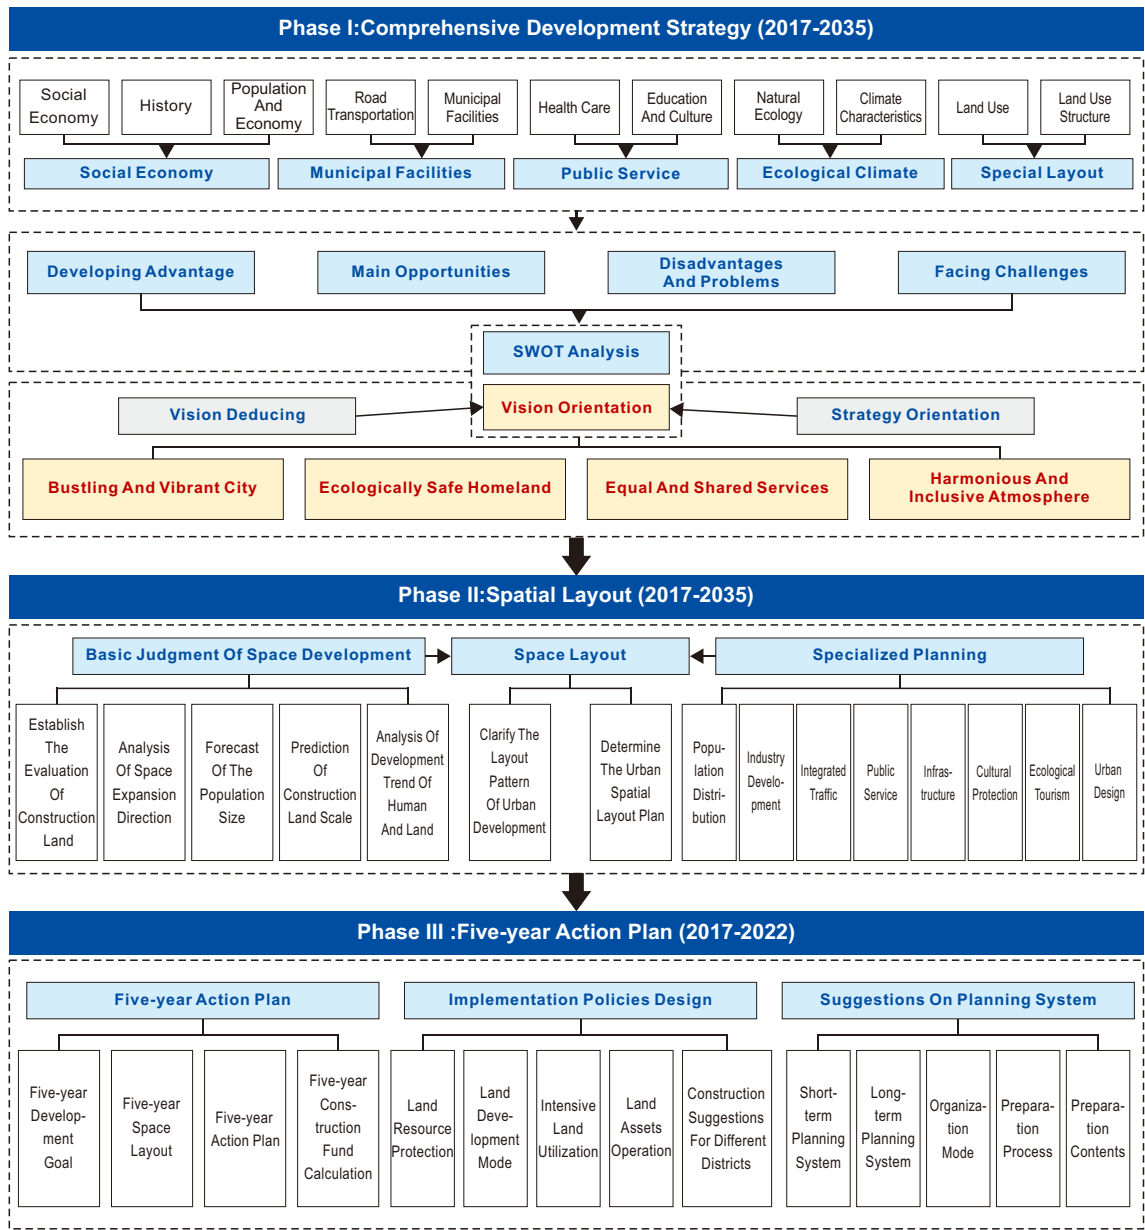 Phase I:Comprehensive Development Strategy (2017-2035)
Social
Economy
History
Population
And
Economy
Road
Transportation
Municipal
Facilities
Health Care
Education
And Culture
Natural
Ecology
Climate
Characteristics
Land Use
Land Use
Structure
Social Economy
Municipal Facilities
Public Service
Ecological Climate
Special Layout
Developing Advantage
Main Opportunities
Disadvantages
And Problems
Facing Challenges
SWOT Analysis
Vision Deducing
Vision Orientation
Strategy Orientation
Bustling And Vibrant City
Ecologically Safe Homeland
Equal And Shared Services
Harmonious And
Inclusive Atmosphere
Phase II:Spatial Layout (2017-2035)
Basic Judgment Of Space Development
Space Layout
Specialized Planning
Establish
The
Evaluation
Of
Construction
Land
Analysis
Of Space
Expansion
Direction
Forecast
Of The
Population
Size
Prediction
Of
Construction
Land Scale
Analysis Of
Development
Trend Of
Human
And Land
Clarify The
Layout
Pattern
Of Urban
Development
Determine
The Urban
Spatial
Layout Plan
Popu-
lation
Distri-
bution
Industry
Develo-
pment
Integrated
Traffic
Public
Service
Infras-
tructure
Cultural
Protection
Ecological
Tourism
Urban
Design
Phase III :Five-year Action Plan (2017-2022)
Five-year Action Plan
Implementation Policies Design
Suggestions On Planning System
Five-year
Develop-
ment
Goal
Five-year
Space
Layout
Five-year
Action Plan
Five-year
Cons-
truction
Fund
Calculation
Land
Resource
Protection
Land
Deve-
lopment
Mode
Intensive
Land
Utilization
Land
Assets
Operation
Construction
Suggestions
For Different
Districts
Short-
term
Planning
System
Long-
term
Planning
System
Organiza-
tion
Mode
Prepara-
tion
Process
Prepara-
tion
Contents